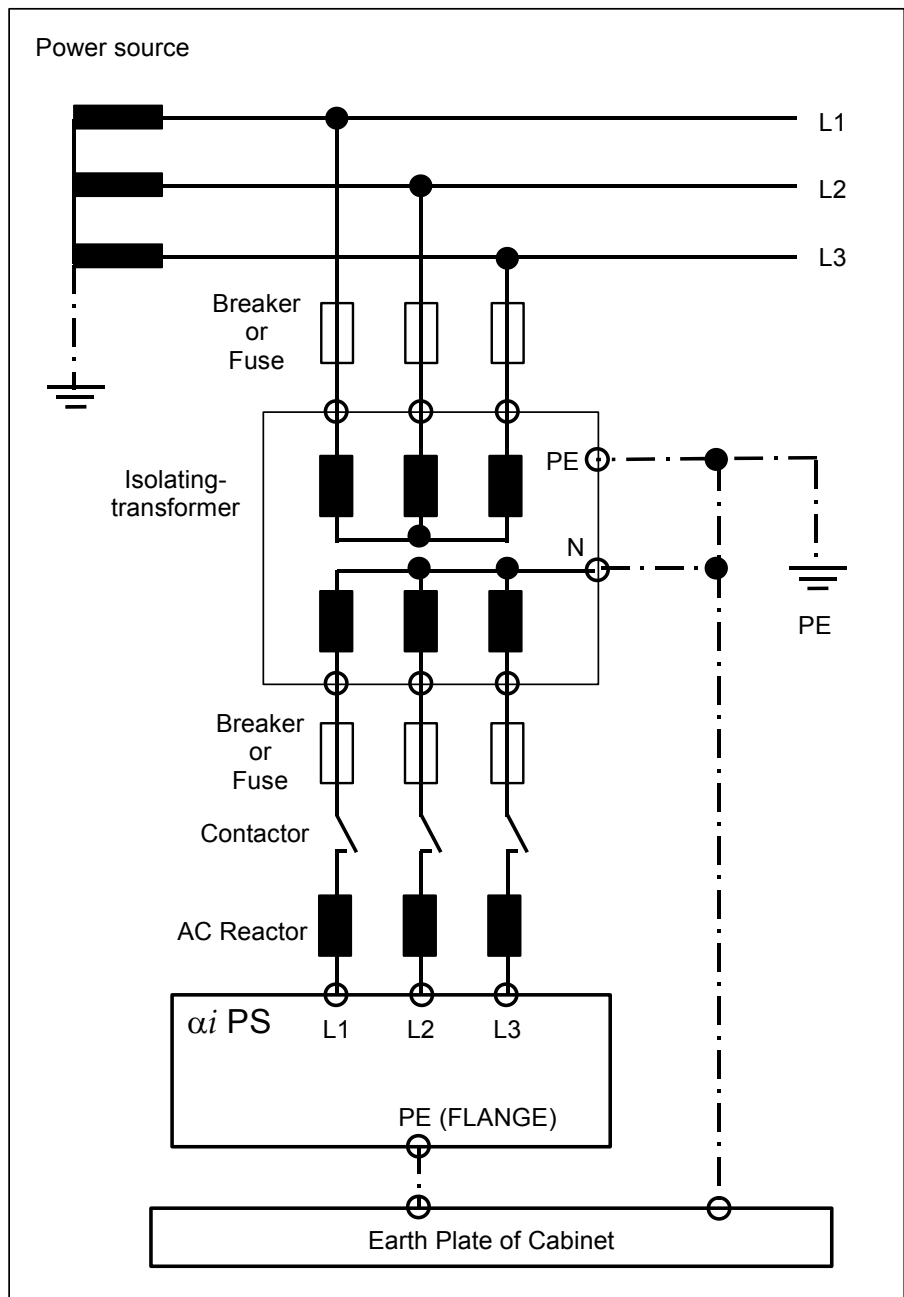 Power source
L1
L2
L3
Breaker
or
Fuse
Isolating-
transformer
PE
N
PE
Breaker
or
Fuse
Contactor
AC Reactor
αi PS
L1 L2 L3
PE (FLANGE)
Earth Plate of Cabinet